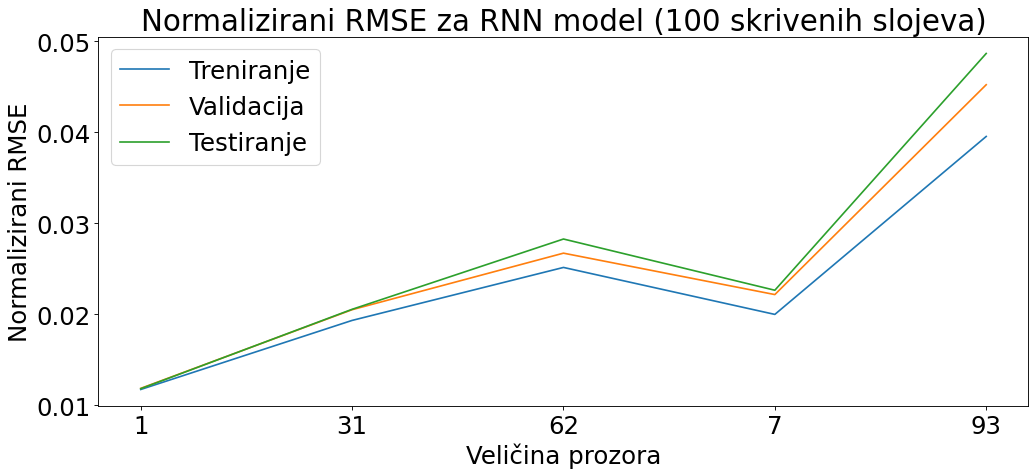 Normalizirani RMSE za RNN model (100 skrivenih slojeva)
0.05
0.04
0.03
0.02
0.01
Normalizirani RMSE
Treniranje
Validacija
Testiranje
1 31 62 7 93
Veličina prozora